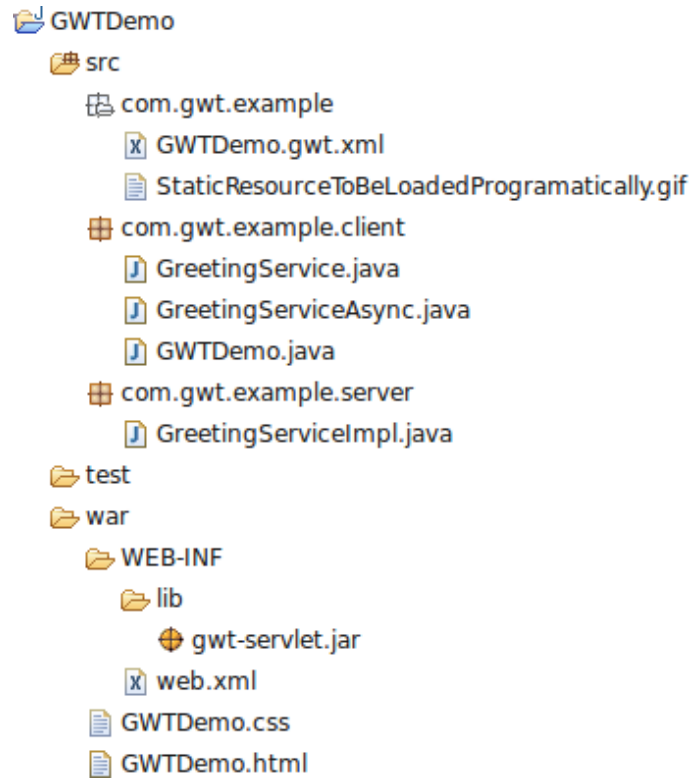 GWTDemo
src
com.gwt.example
GWTDemo.gwt.xml
StaticResourceToBeLoadedProgramatically.gif
com.gwt.example.client
GreetingService.java
GreetingServiceAsync.java
GWTDemo.java
com.gwt.example.server
GreetingServiceImpl.java
test
war
WEB-INF
lib
gwt-servlet.jar
web.xml
GWTDemo.css
GWTDemo.html